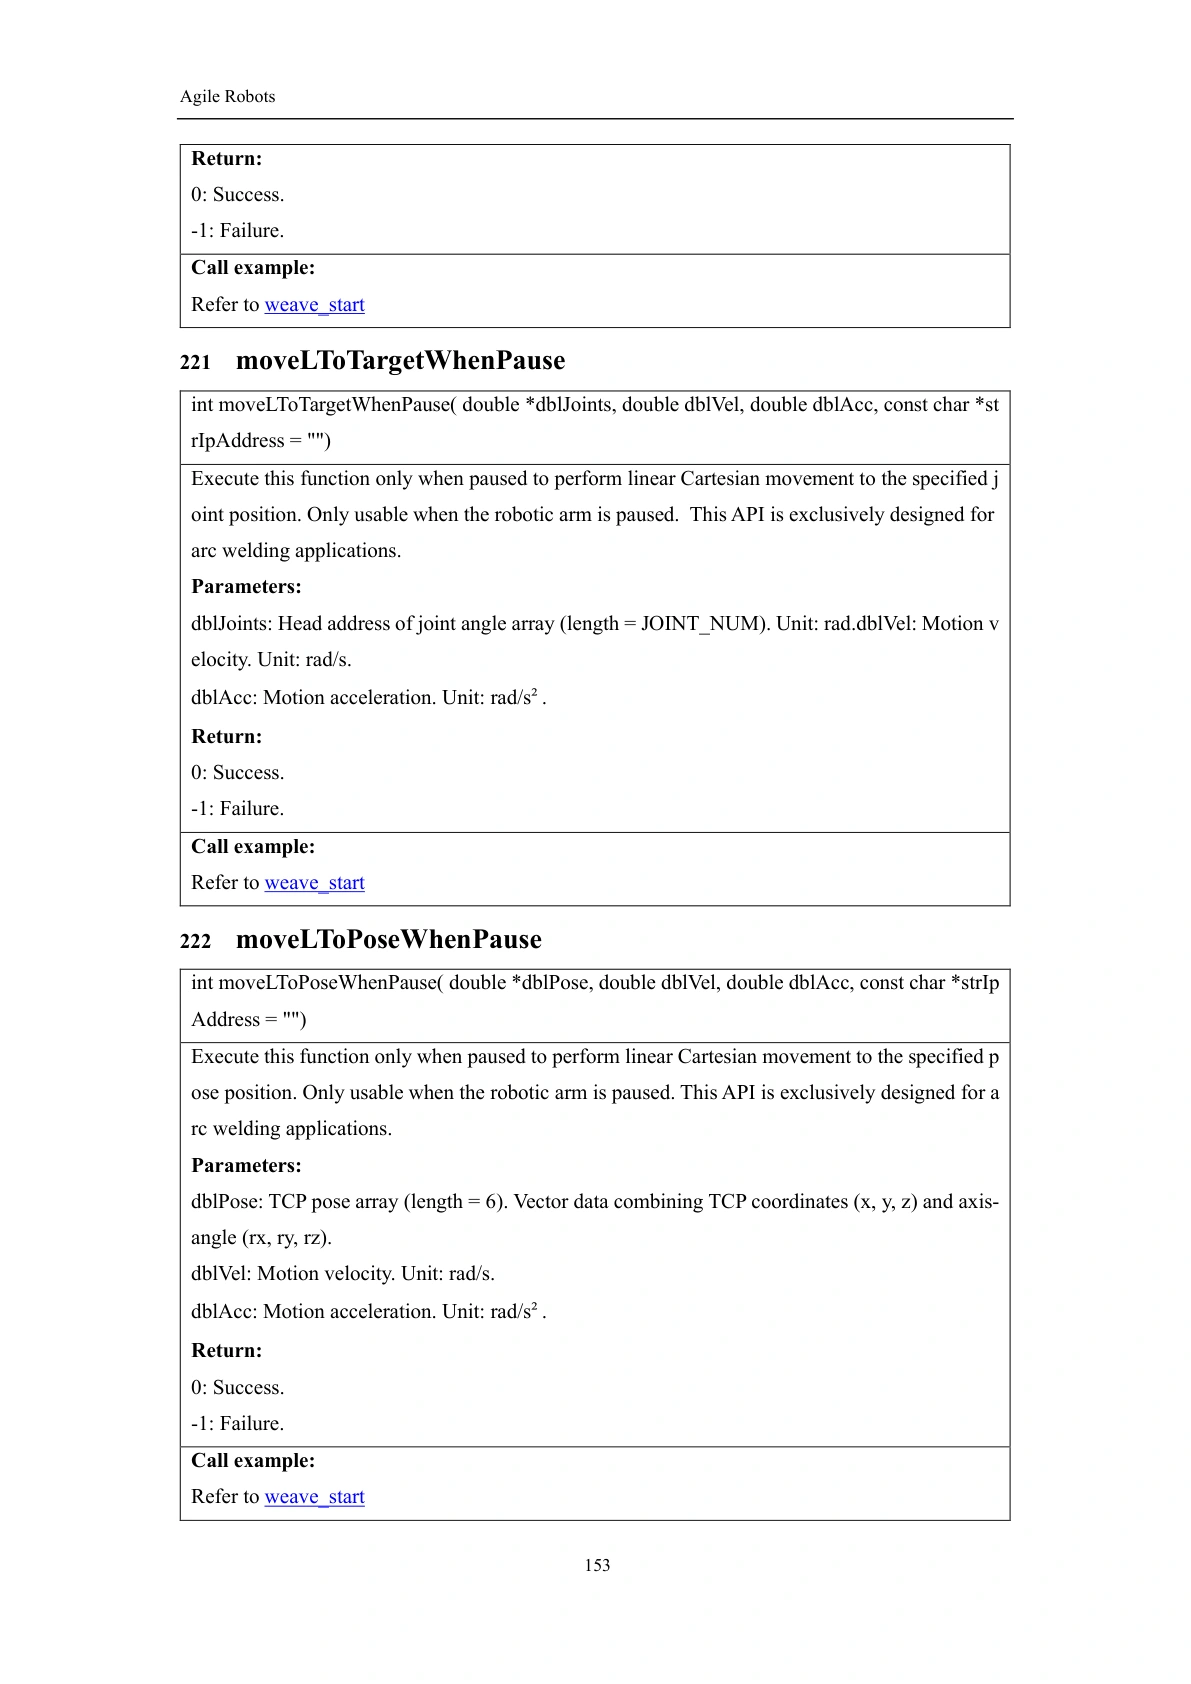 Agile Robots
Return:
0: Success.
-1: Failure.
Call example:
Refer to weave_start
221 moveLToTargetWhenPause
int moveLToTargetWhenPause( double *dblJoints, double dblVel, double dblAcc, const char *st
rIpAddress = "")
Execute this function only when paused to perform linear Cartesian movement to the specified j
oint position. Only usable when the robotic arm is paused.  This API is exclusively designed for
arc welding applications.
Parameters:
dblJoints: Head address of joint angle array (length = JOINT_NUM). Unit: rad.dblVel: Motion v
elocity. Unit: rad/s.
dblAcc: Motion acceleration. Unit: rad/s² .
Return:
0: Success.
-1: Failure.
Call example:
Refer to weave_start
222 moveLToPoseWhenPause
int moveLToPoseWhenPause( double *dblPose, double dblVel, double dblAcc, const char *strIp
Address = "")
Execute this function only when paused to perform linear Cartesian movement to the specified p
ose position. Only usable when the robotic arm is paused. This API is exclusively designed for a
rc welding applications.
Parameters:
dblPose: TCP pose array (length = 6). Vector data combining TCP coordinates (x, y, z) and axis-
angle (rx, ry, rz).
dblVel: Motion velocity. Unit: rad/s.
dblAcc: Motion acceleration. Unit: rad/s² .
Return:
0: Success.
-1: Failure.
Call example:
Refer to weave_start
153